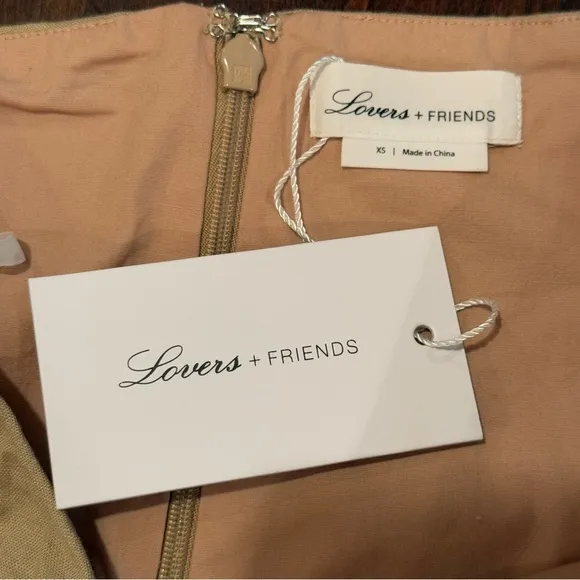 Lovers + FRIENDS
XS | Made in China
Lovers + FRIENDS